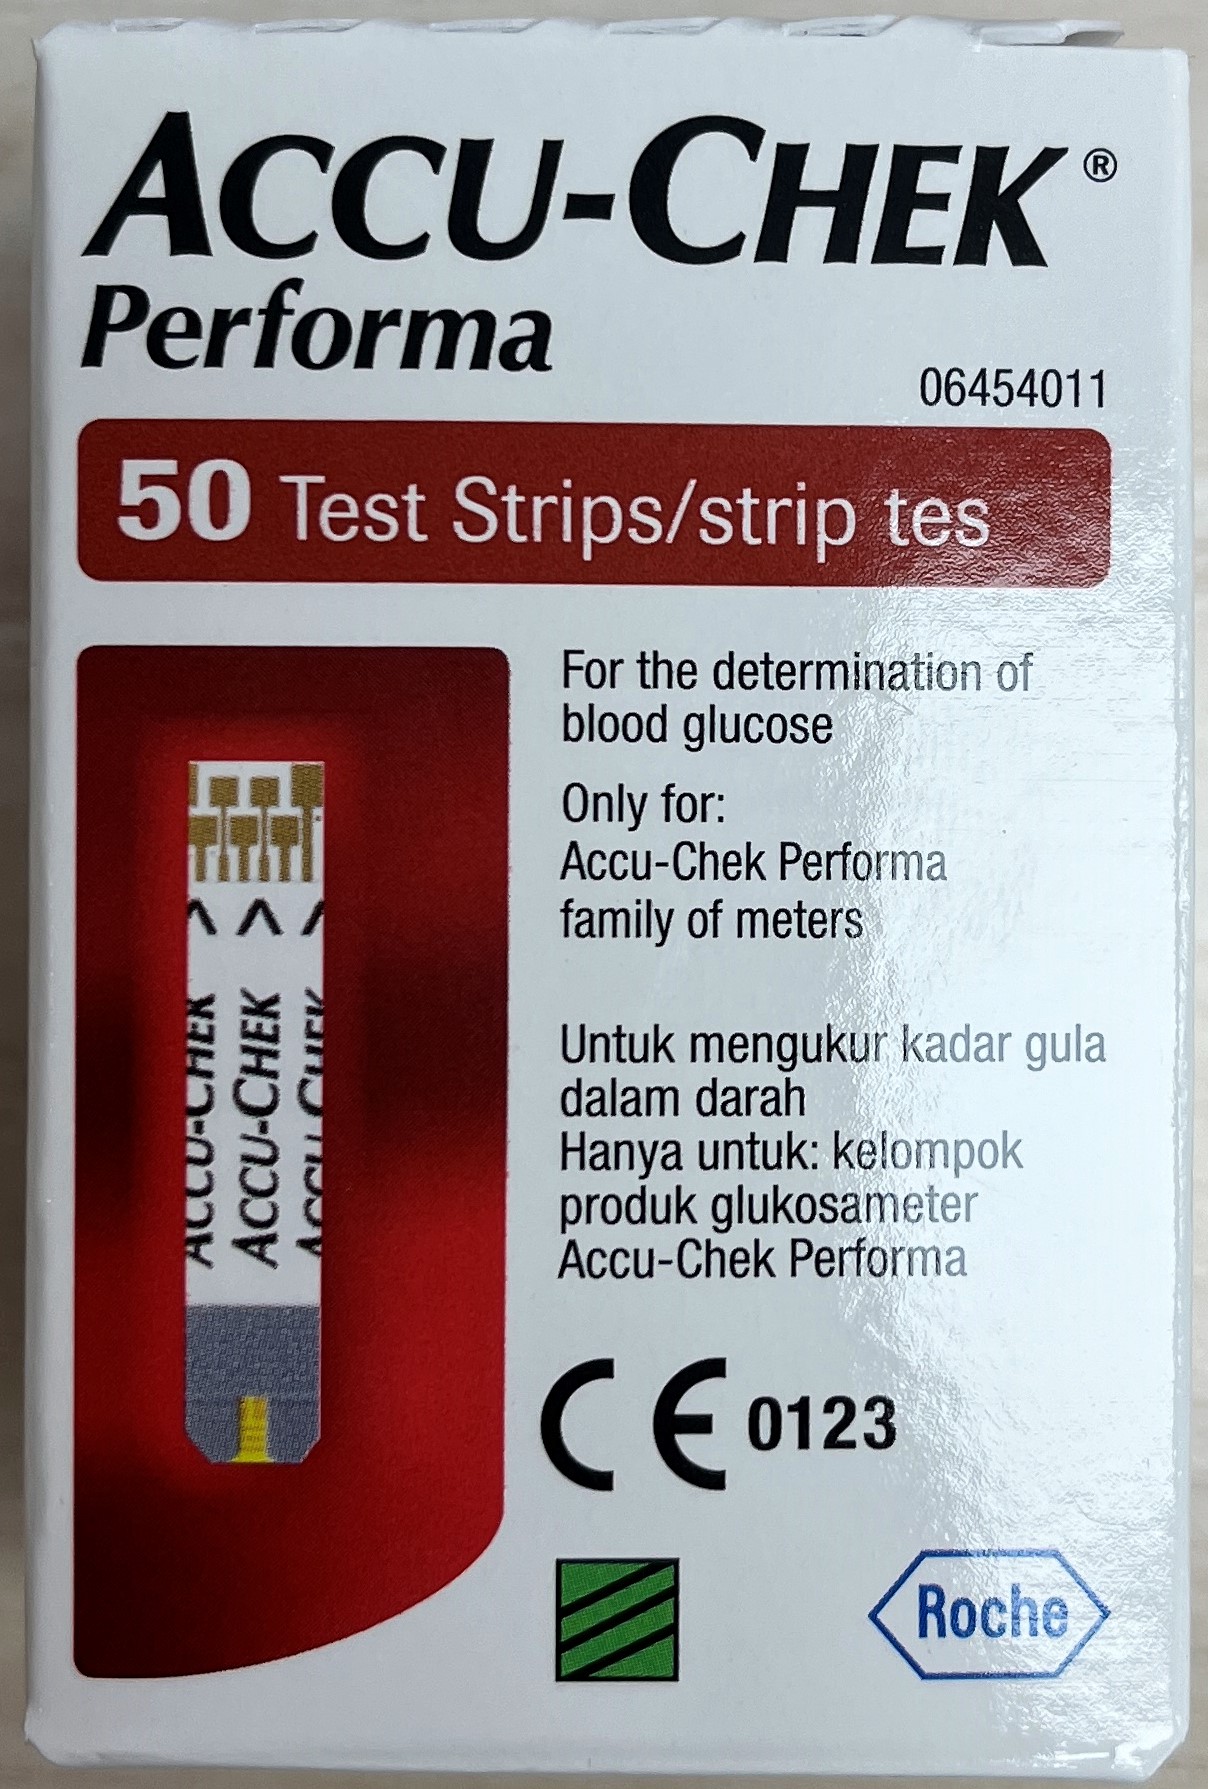 ACCU-CHEK®
Performa
06454011
50 Test Strips/strip tes
For the determination of
blood glucose
Only for:
Accu-Chek Performa
family of meters
Untuk mengukur kadar gula
dalam darah
Hanya untuk: kelompok
produk glukosameter
Accu-Chek Performa
ACCU-CHEK
ACCU-CHEK
ACCU-CHEK
CE 0123
Roche